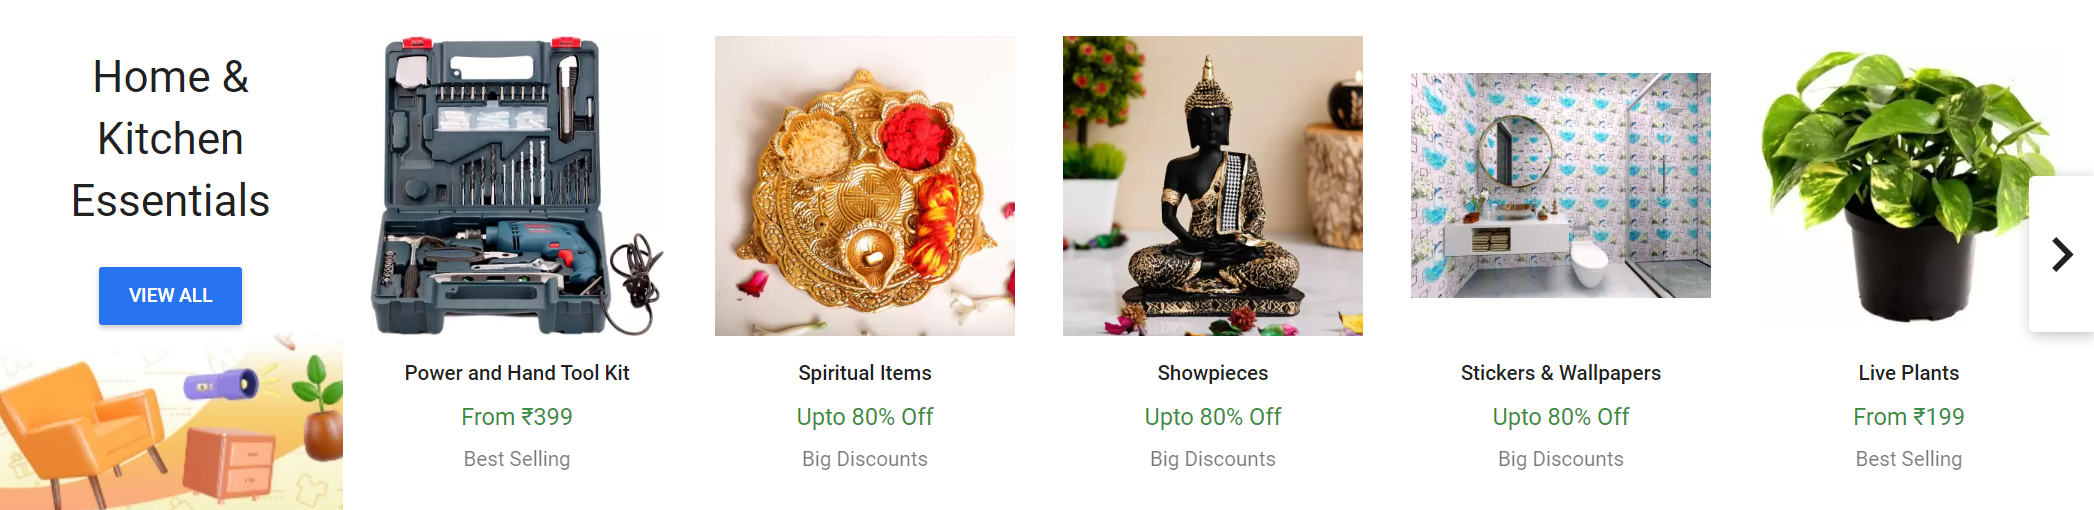 Home &
Kitchen
Essentials
VIEW ALL
Power and Hand Tool Kit
From ₹399
Best Selling
Spiritual Items
Upto 80% Off
Big Discounts
Showpieces
Upto 80% Off
Big Discounts
Stickers & Wallpapers
Upto 80% Off
Big Discounts
Live Plants
From ₹199
Best Selling